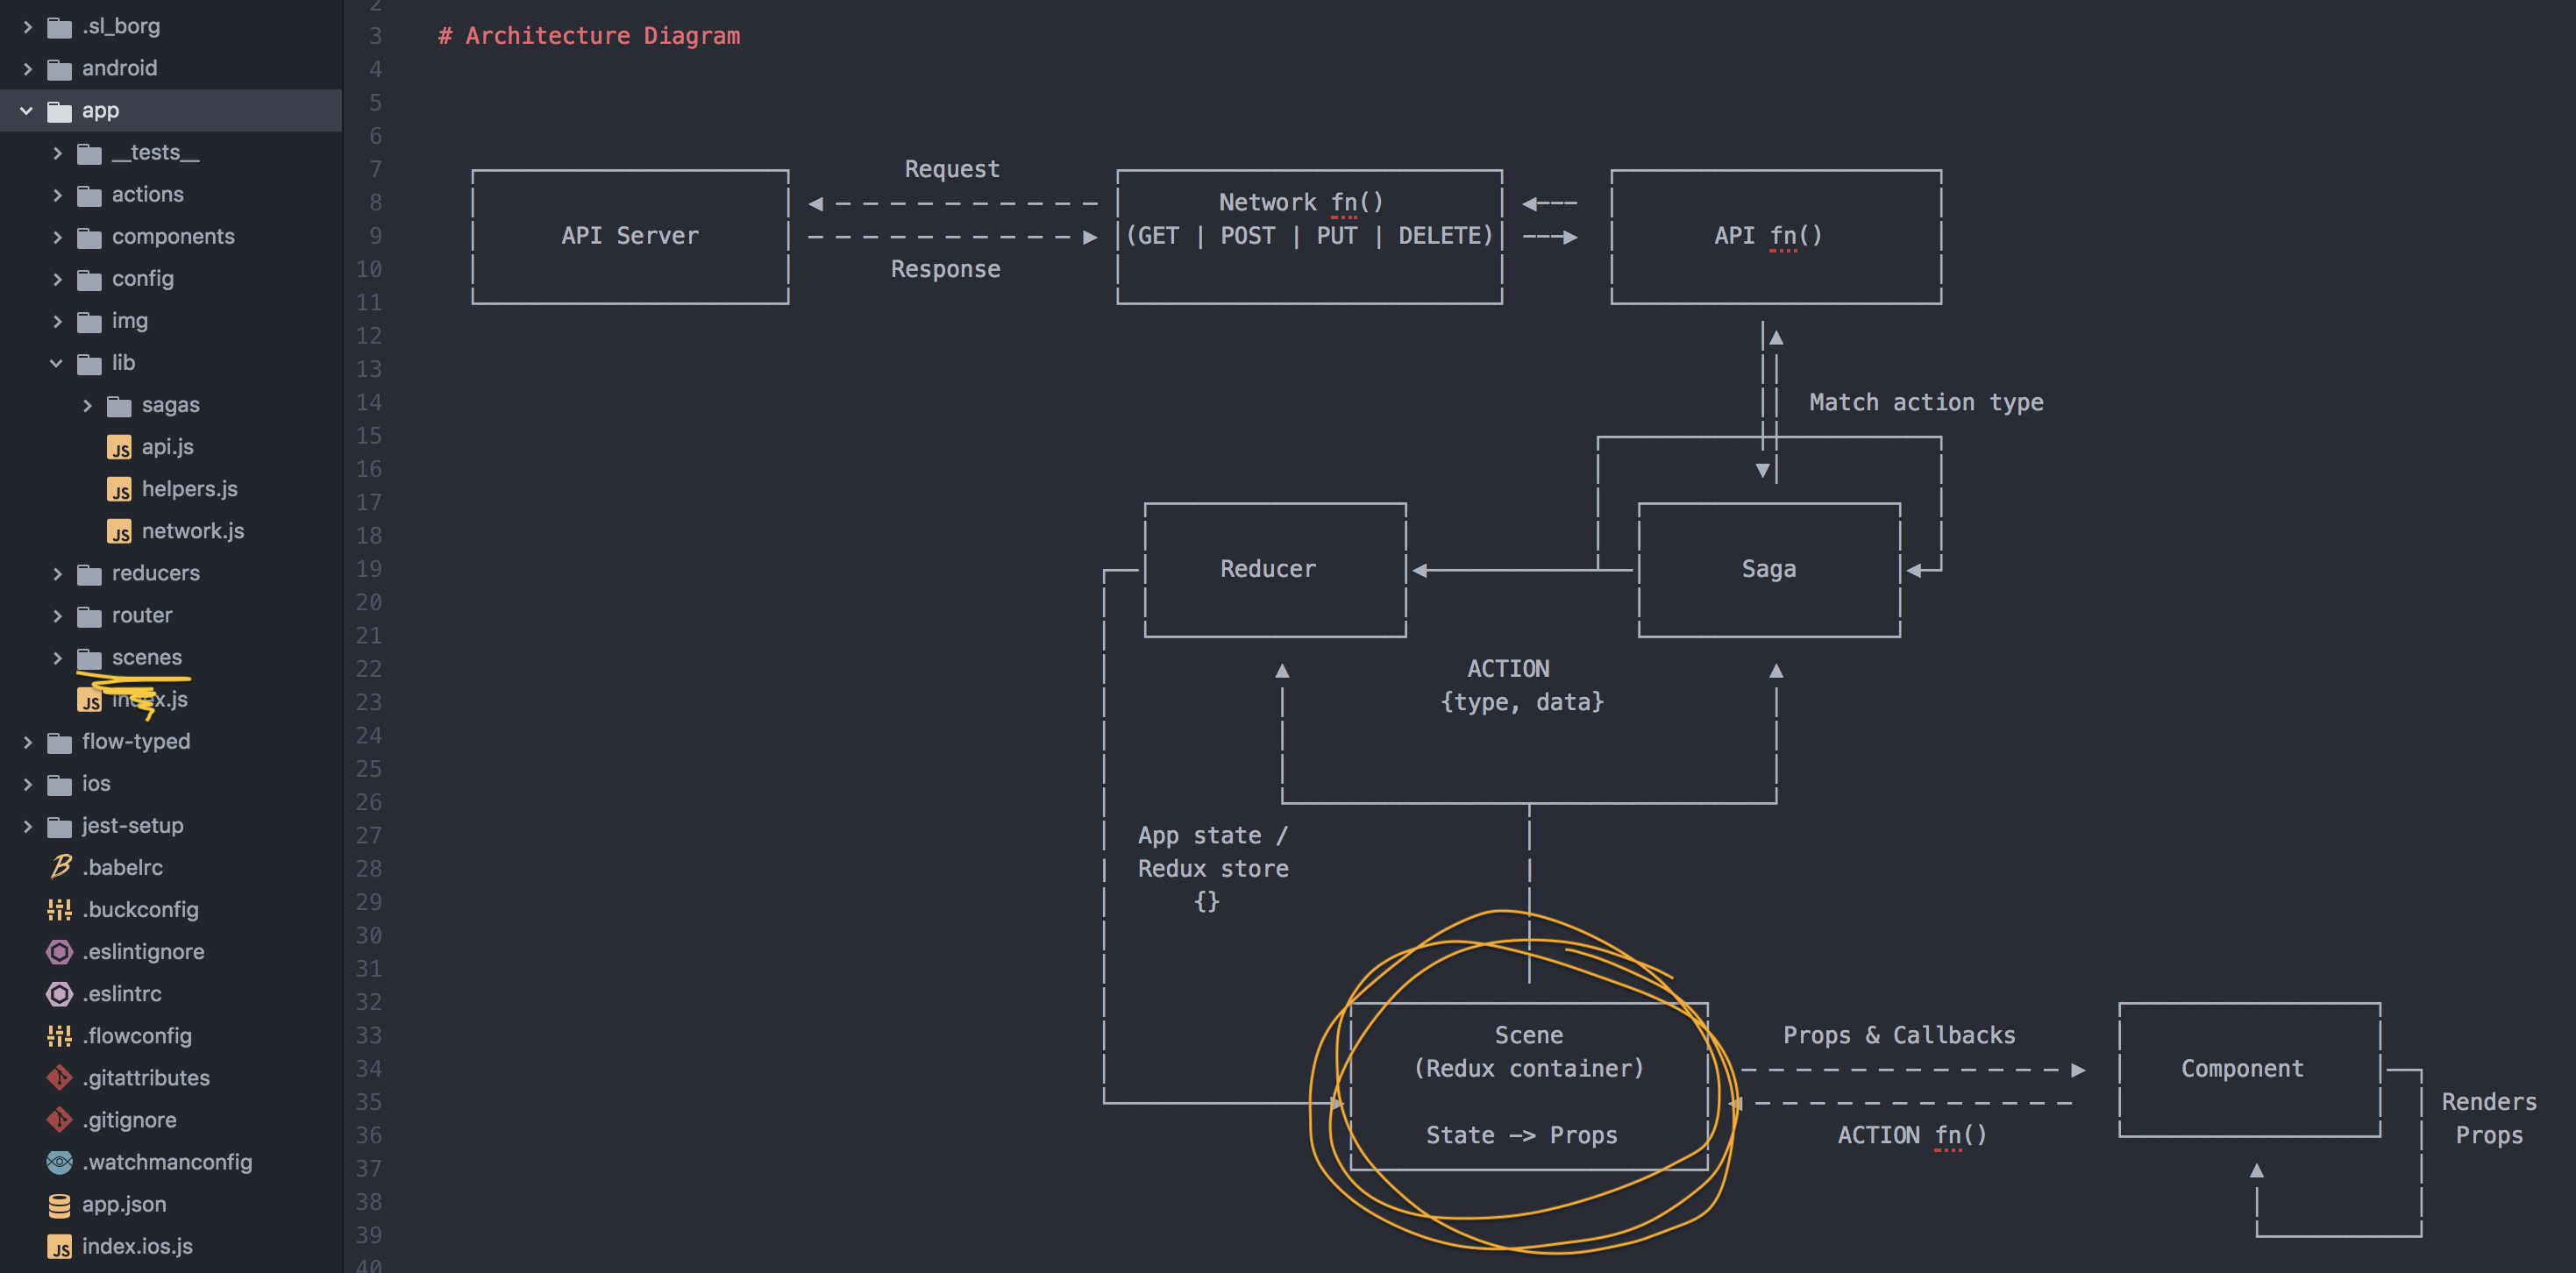 .sl_borg
android
app
__tests__
actions
components
config
img
lib
sagas
JS api.js
JS helpers.js
JS network.js
reducers
router
scenes
JS index.js
flow-typed
ios
jest-setup
.babelrc
.buckconfig
.eslintignore
.eslintrc
.flowconfig
.gitattributes
.gitignore
.watchmanconfig
app.json
JS index.ios.js
2
3 # Architecture Diagram
4
5
6
7 Request
8 Network fn()
9 API Server (GET | POST | PUT | DELETE) API fn()
10 Response
11
12
13
14 Match action type
15
16
17
18
19 Reducer Saga
20
21
22 ACTION
23 {type, data}
24
25
26
27 App state /
28 Redux store
29 {}
30
31
32
33 Scene Props & Callbacks
34 (Redux container) Component
35 Renders
36 State -> Props ACTION fn() Props
37
38
39
40